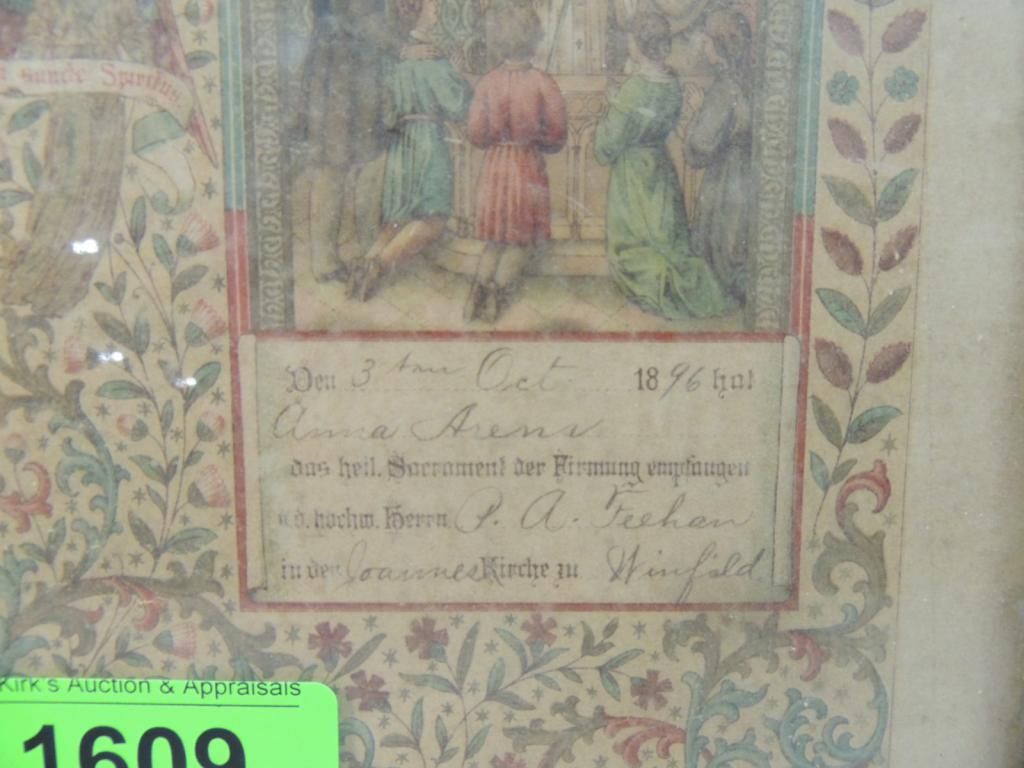 sancte Spiritus.
Den 3ten Oct. 1896 hat
Anna Arens
das heil. Sacrament der Firmung empfangen
v. d. hochw. Herrn P. A. Feehan
in der Joannes Kirche zu Winfield
Kirk's Auction & Appraisals
1609